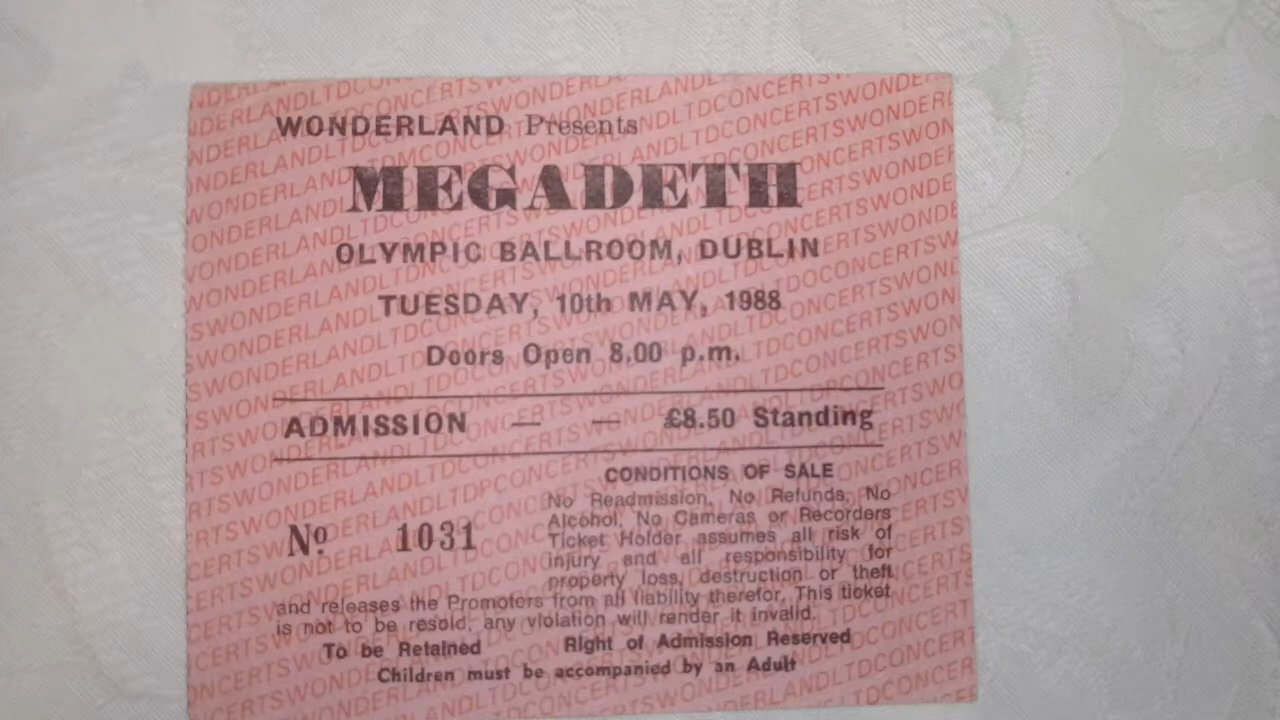 WONDERLAND Presents
MEGADETH
OLYMPIC BALLROOM, DUBLIN
TUESDAY, 10th MAY, 1988
Doors Open 8.00 p.m.
ADMISSION — — £8.50 Standing
Nº 1031
CONDITIONS OF SALE
No Readmission, No Refunds, No
Alcohol, No Cameras or Recorders
Ticket Holder assumes all risk of
injury and all responsibility for
property loss, destruction or theft
and releases the Promoters from all liability therefor. This ticket
is not to be resold, any violation will render it invalid.
To be Retained Right of Admission Reserved
Children must be accompanied by an Adult